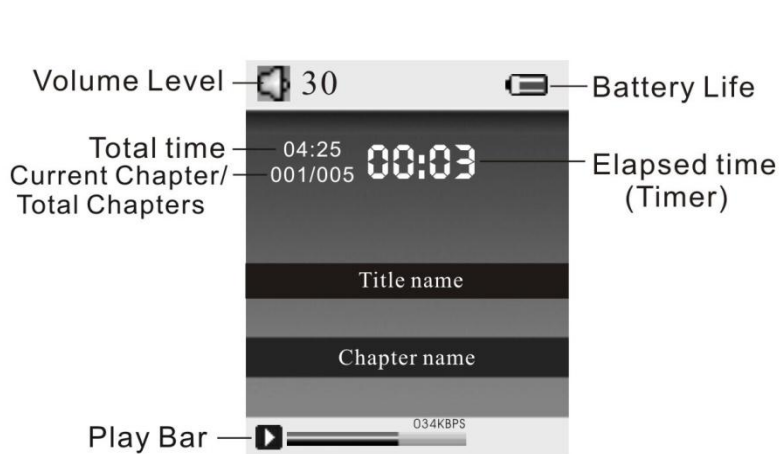 Volume Level
30
Battery Life
Total time
04:25
00:03
Elapsed time
(Timer)
Current Chapter/
Total Chapters
001/005
Title name
Chapter name
Play Bar
034KBPS